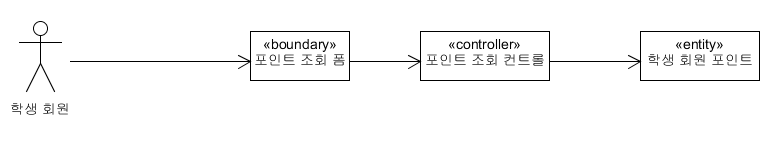 «boundary»
포인트 조회 폼
«controller»
포인트 조회 컨트롤
«entity»
학생 회원 포인트
학생 회원